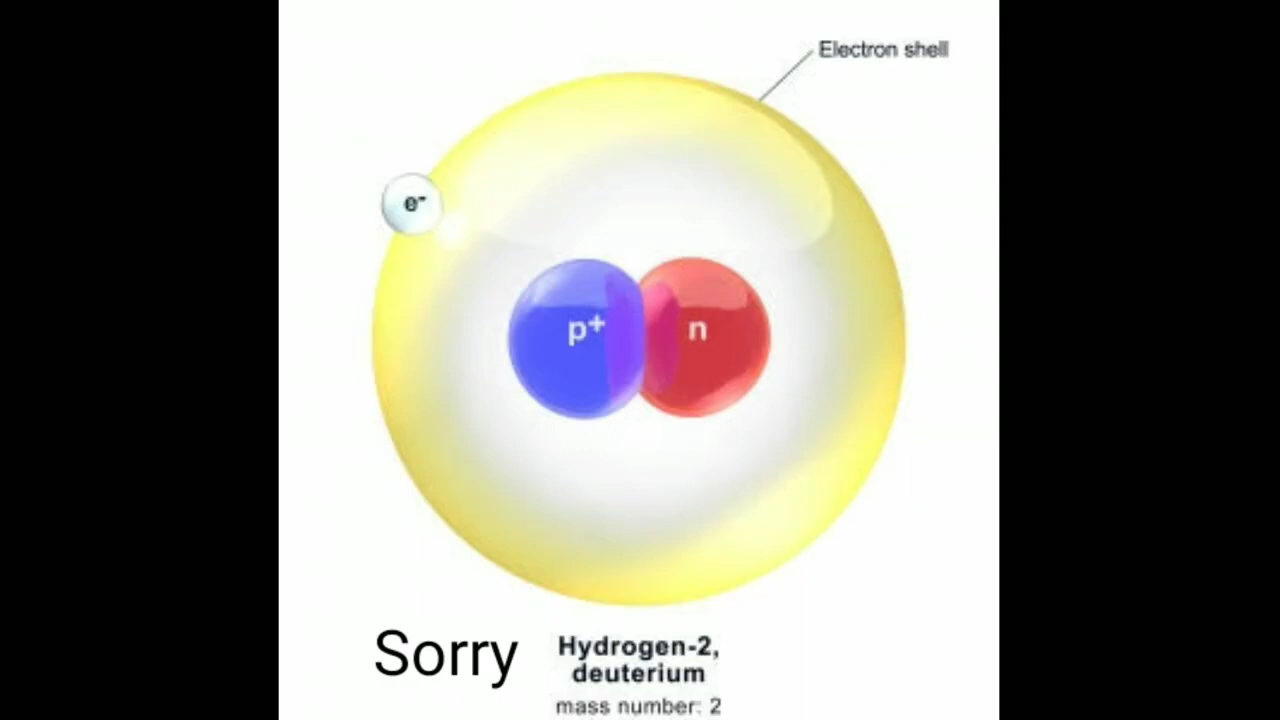 Electron shell
e-
p+ n
Sorry Hydrogen-2,
deuterium
mass number: 2